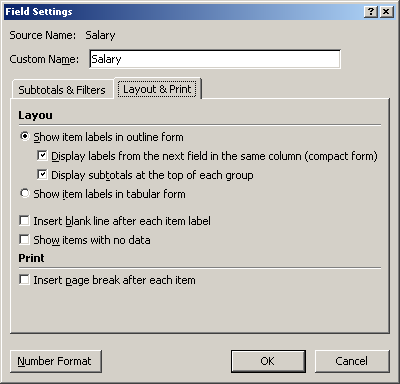 Field Settings
Source Name: Salary
Custom Name: Salary
Subtotals & Filters Layout & Print
Layou
Show item labels in outline form
Display labels from the next field in the same column (compact form)
Display subtotals at the top of each group
Show item labels in tabular form
Insert blank line after each item label
Show items with no data
Print
Insert page break after each item
Number Format OK Cancel